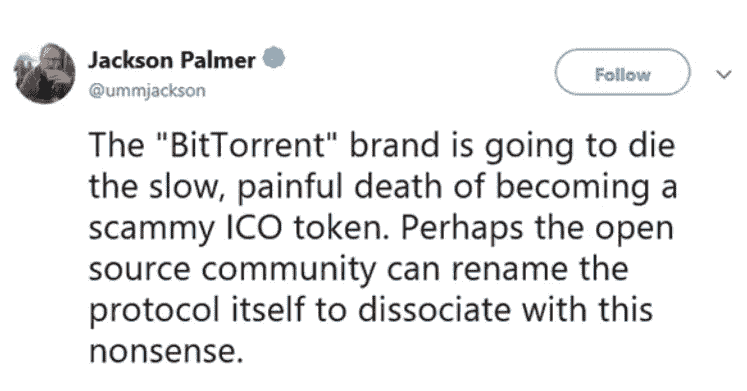 Jackson Palmer
@ummjackson
Follow
The "BitTorrent" brand is going to die
the slow, painful death of becoming a
scammy ICO token. Perhaps the open
source community can rename the
protocol itself to dissociate with this
nonsense.